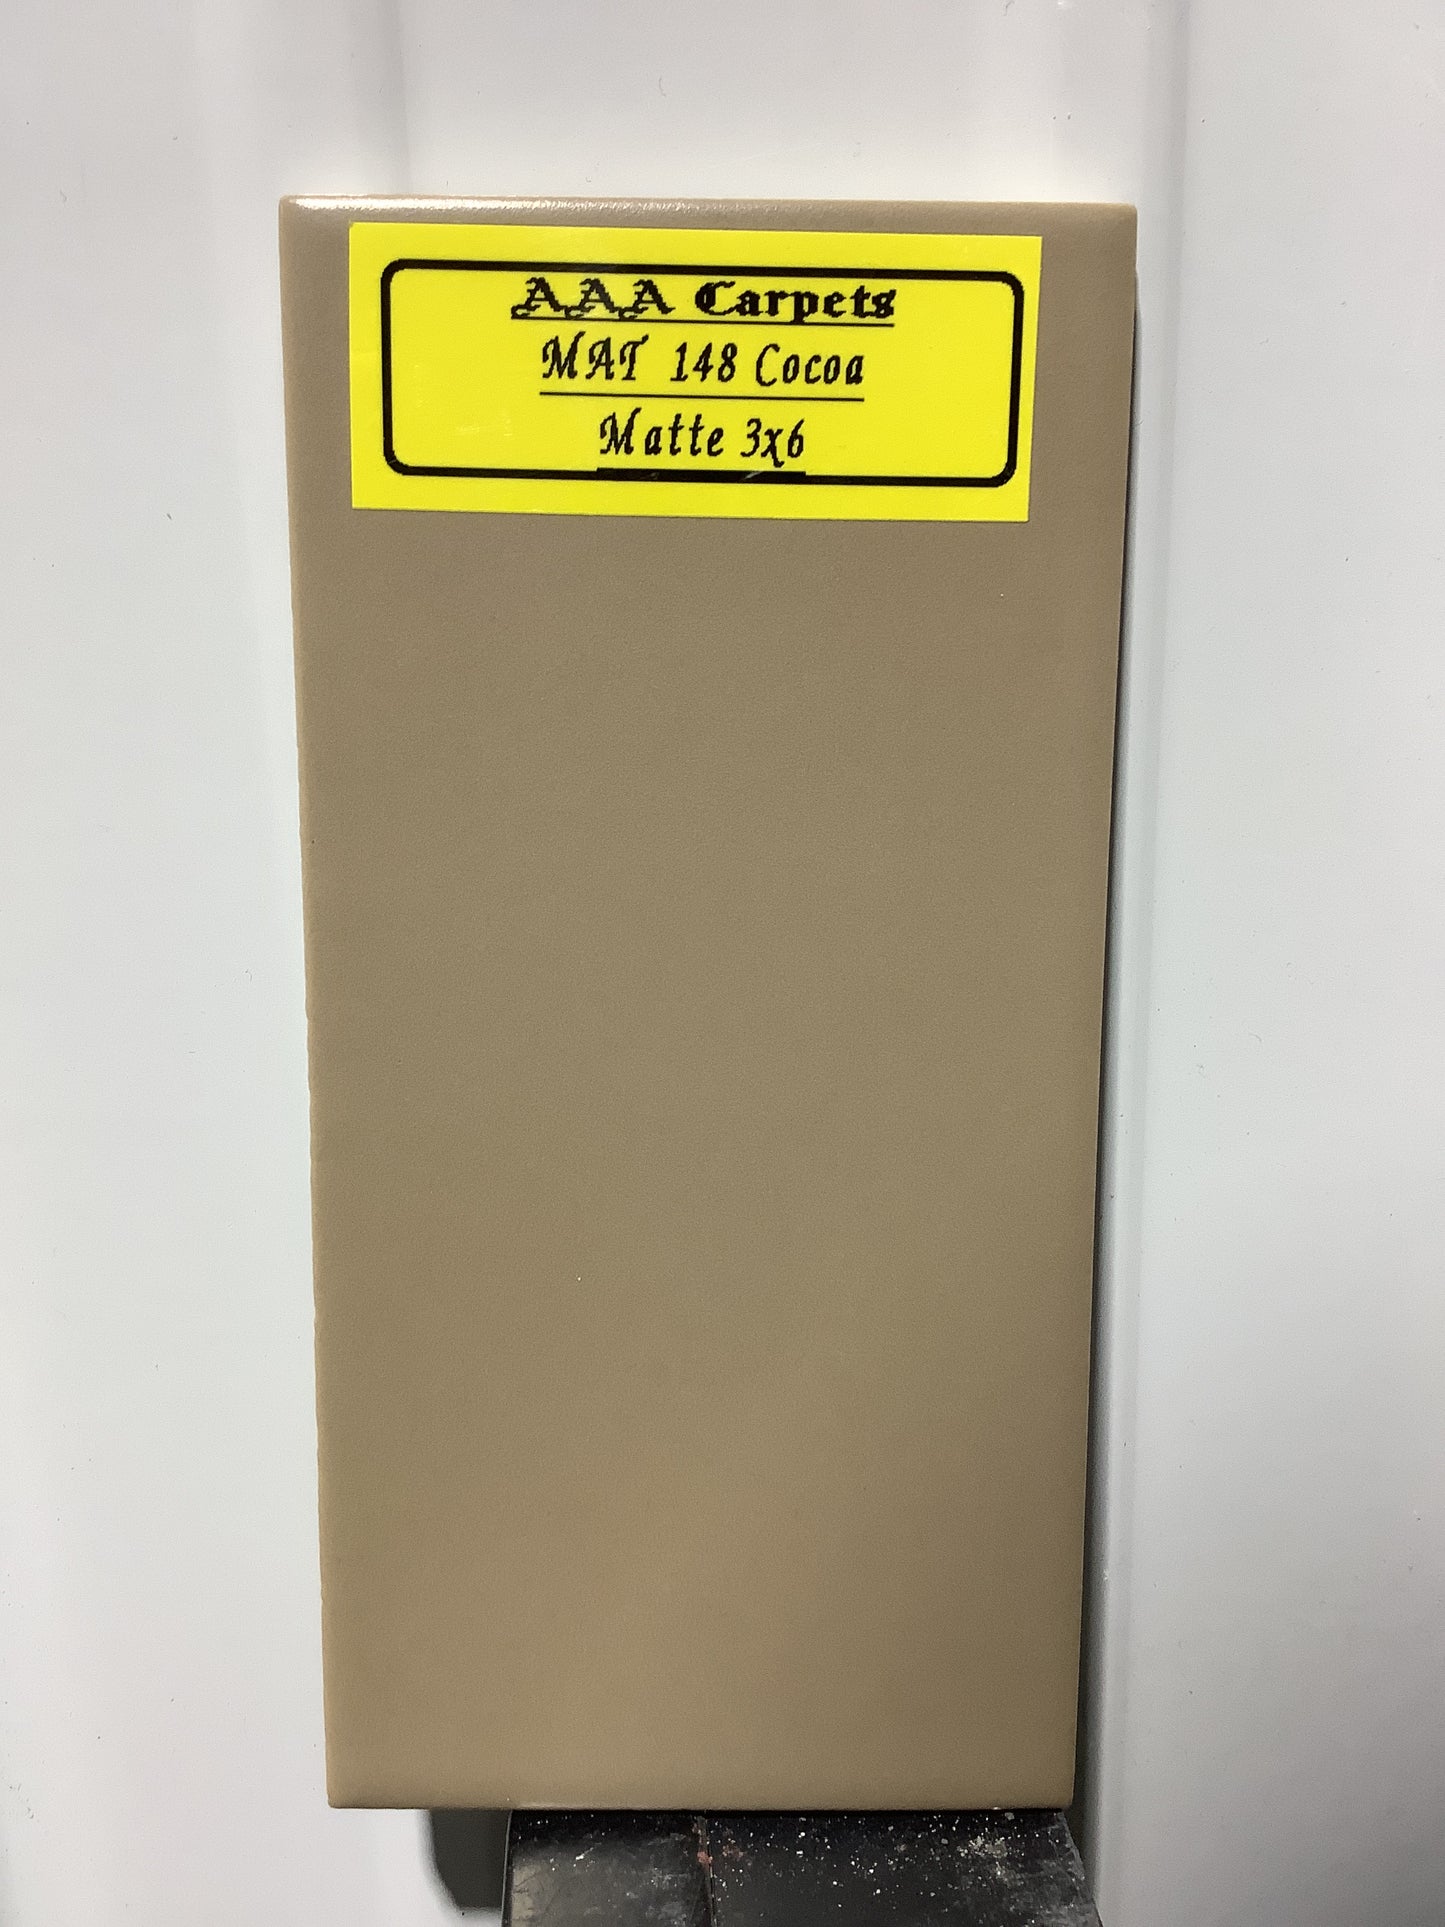 AAA Carpets
MAT 148 Cocoa
Matte 3x6